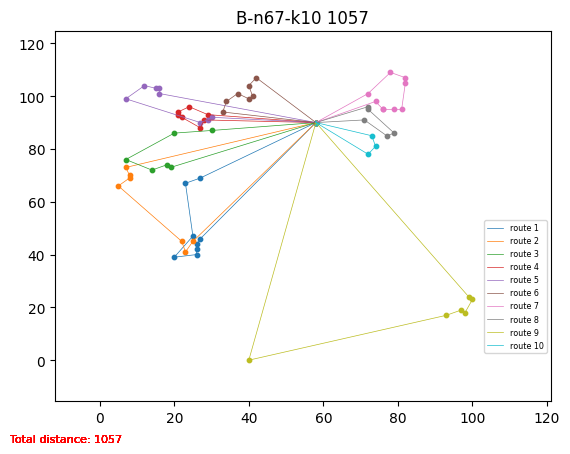 B-n67-k10 1057
120
100
80
60
40
20
0
0 20 40 60 80 100 120
route 1
route 2
route 3
route 4
route 5
route 6
route 7
route 8
route 9
route 10
Total distance: 1057